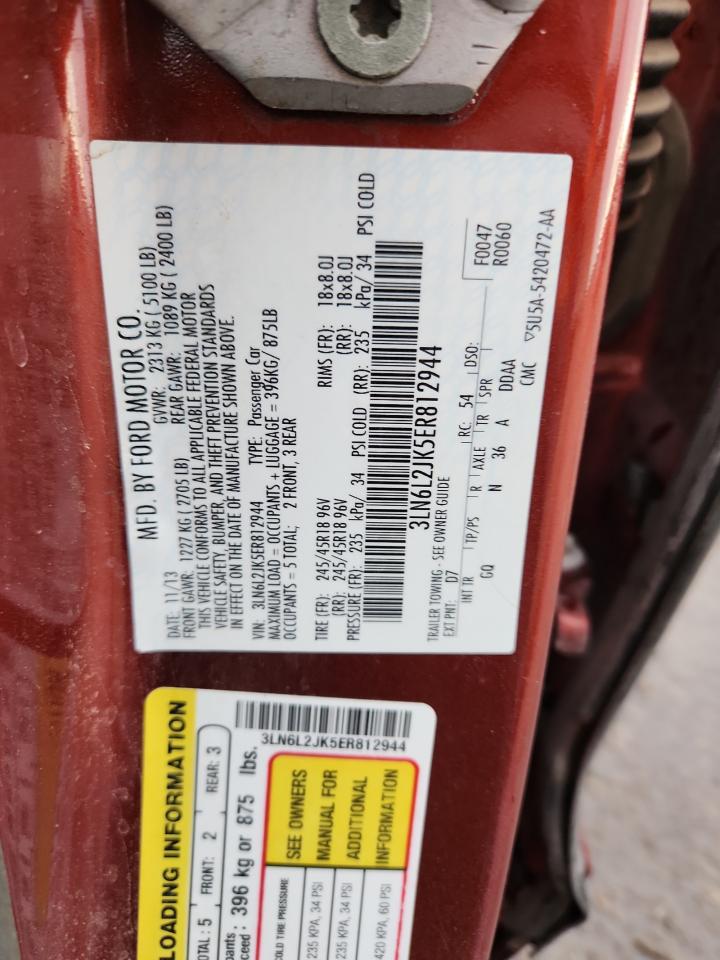 MFD. BY FORD MOTOR CO.
DATE: 11/13 GVWR: 2313 KG (5100 LB)
FRONT GAWR: 1227 KG (2705 LB) REAR GAWR: 1089 KG (2400 LB)
THIS VEHICLE CONFORMS TO ALL APPLICABLE FEDERAL MOTOR
VEHICLE SAFETY, BUMPER, AND THEFT PREVENTION STANDARDS
IN EFFECT ON THE DATE OF MANUFACTURE SHOWN ABOVE.
VIN: 3LN6L2JK5ER812944 TYPE: Passenger Car
MAXIMUM LOAD = OCCUPANTS + LUGGAGE = 396KG/ 875LB
OCCUPANTS = 5 TOTAL; 2 FRONT, 3 REAR
TIRE (FR): 245/45R18 96V RIMS (FR): 18x8.0J
(RR): 245/45R18 96V (RR): 18x8.0J
PRESSURE (FR): 235 kPa/ 34 PSI COLD (RR): 235 kPa/ 34 PSI COLD
3LN6L2JK5ER812944
TRAILER TOWING - SEE OWNER GUIDE
EXT PNT: D7 RC: 54 DSO: F0047
R0060
INT TR TP/PS R AXLE TR SPR
GQ N 36 A DDAA
CMC ▽5U5A-5420472-AA
LOADING INFORMATION
TOTAL: 5 FRONT: 2 REAR: 3
pants:
xceed: 396 kg or 875 lbs.
3LN6L2JK5ER812944
COLD TIRE PRESSURE
235 KPA, 34 PSI
235 KPA, 34 PSI
420 KPA, 60 PSI
SEE OWNERS
MANUAL FOR
ADDITIONAL
INFORMATION